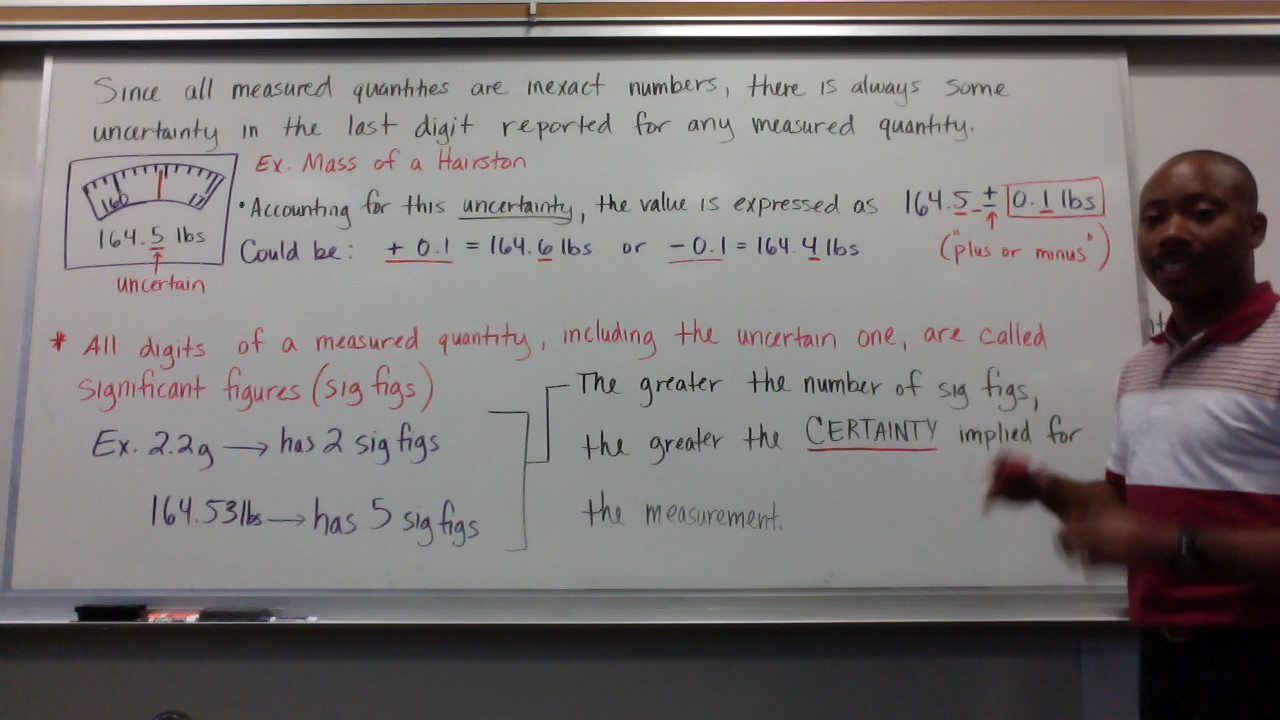 Since all measured quantities are inexact numbers, there is always some
uncertainty in the last digit reported for any measured quantity.
Ex. Mass of a Hairston
160
17
164.5 lbs
uncertain
• Accounting for this uncertainty, the value is expressed as 164.5 ± 0.1 lbs
Could be: + 0.1 = 164.6 lbs or - 0.1 = 164.4 lbs ("plus or minus")
* All digits of a measured quantity, including the uncertain one, are called
significant figures (sig figs)
Ex. 2.2g → has 2 sig figs
164.53lbs → has 5 sig figs
The greater the number of sig figs,
the greater the CERTAINTY implied for
the measurement.